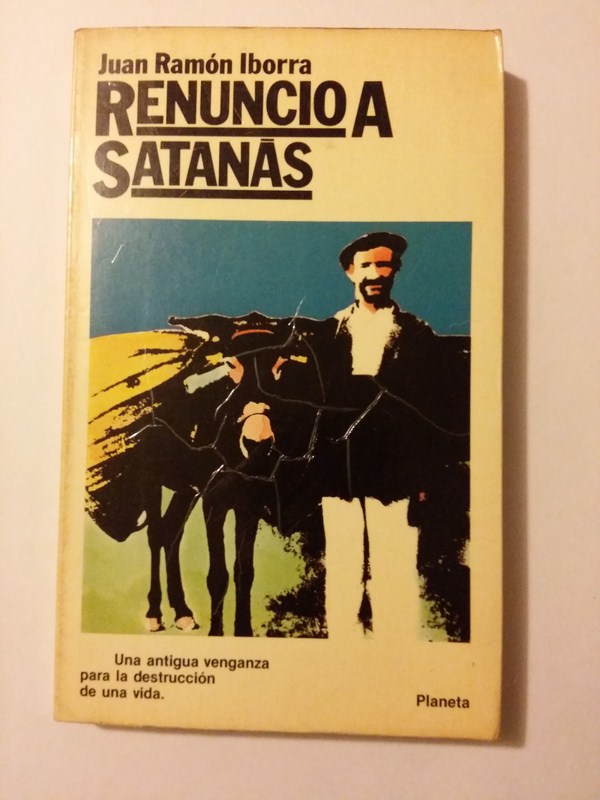 Juan Ramón Iborra
RENUNCIO A
SATANÁS
Una antigua venganza
para la destrucción
de una vida.
Planeta